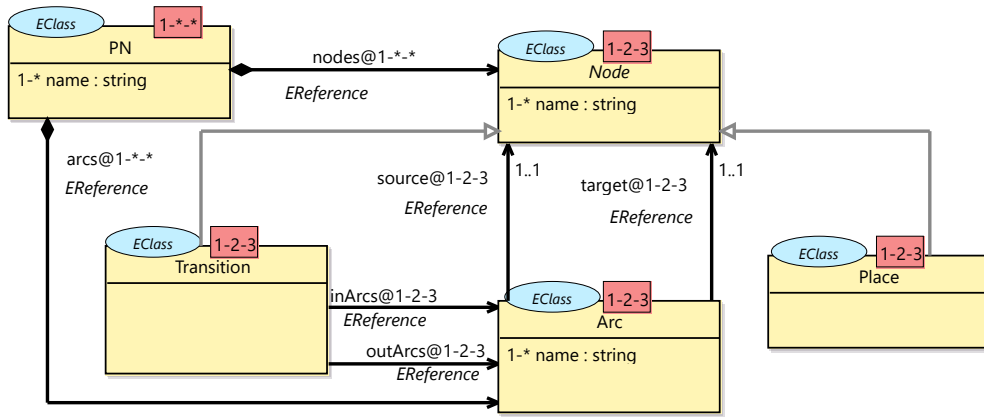 EClass
1-*-*
PN
1-* name : string
nodes@1-*-*
EReference
EClass
1-2-3
Node
1-* name : string
arcs@1-*-*
EReference
source@1-2-3
EReference
1..1
target@1-2-3
EReference
1..1
EClass
1-2-3
Transition
inArcs@1-2-3
EReference
outArcs@1-2-3
EReference
EClass
1-2-3
Arc
1-* name : string
EClass
1-2-3
Place